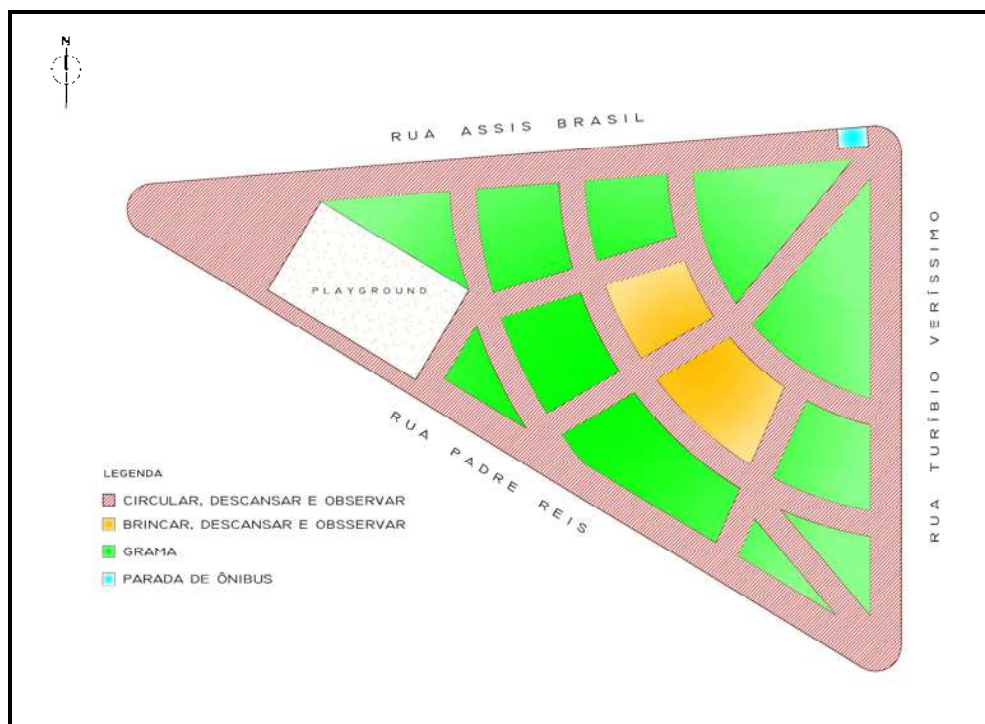 N
RUA ASSIS BRASIL
PLAYGROUND
RUA TURÍBIO VERÍSSIMO
RUA PADRE REIS
LEGENDA
CIRCULAR, DESCANSAR E OBSERVAR
BRINCAR, DESCANSAR E OBSSERVAR
GRAMA
PARADA DE ÔNIBUS